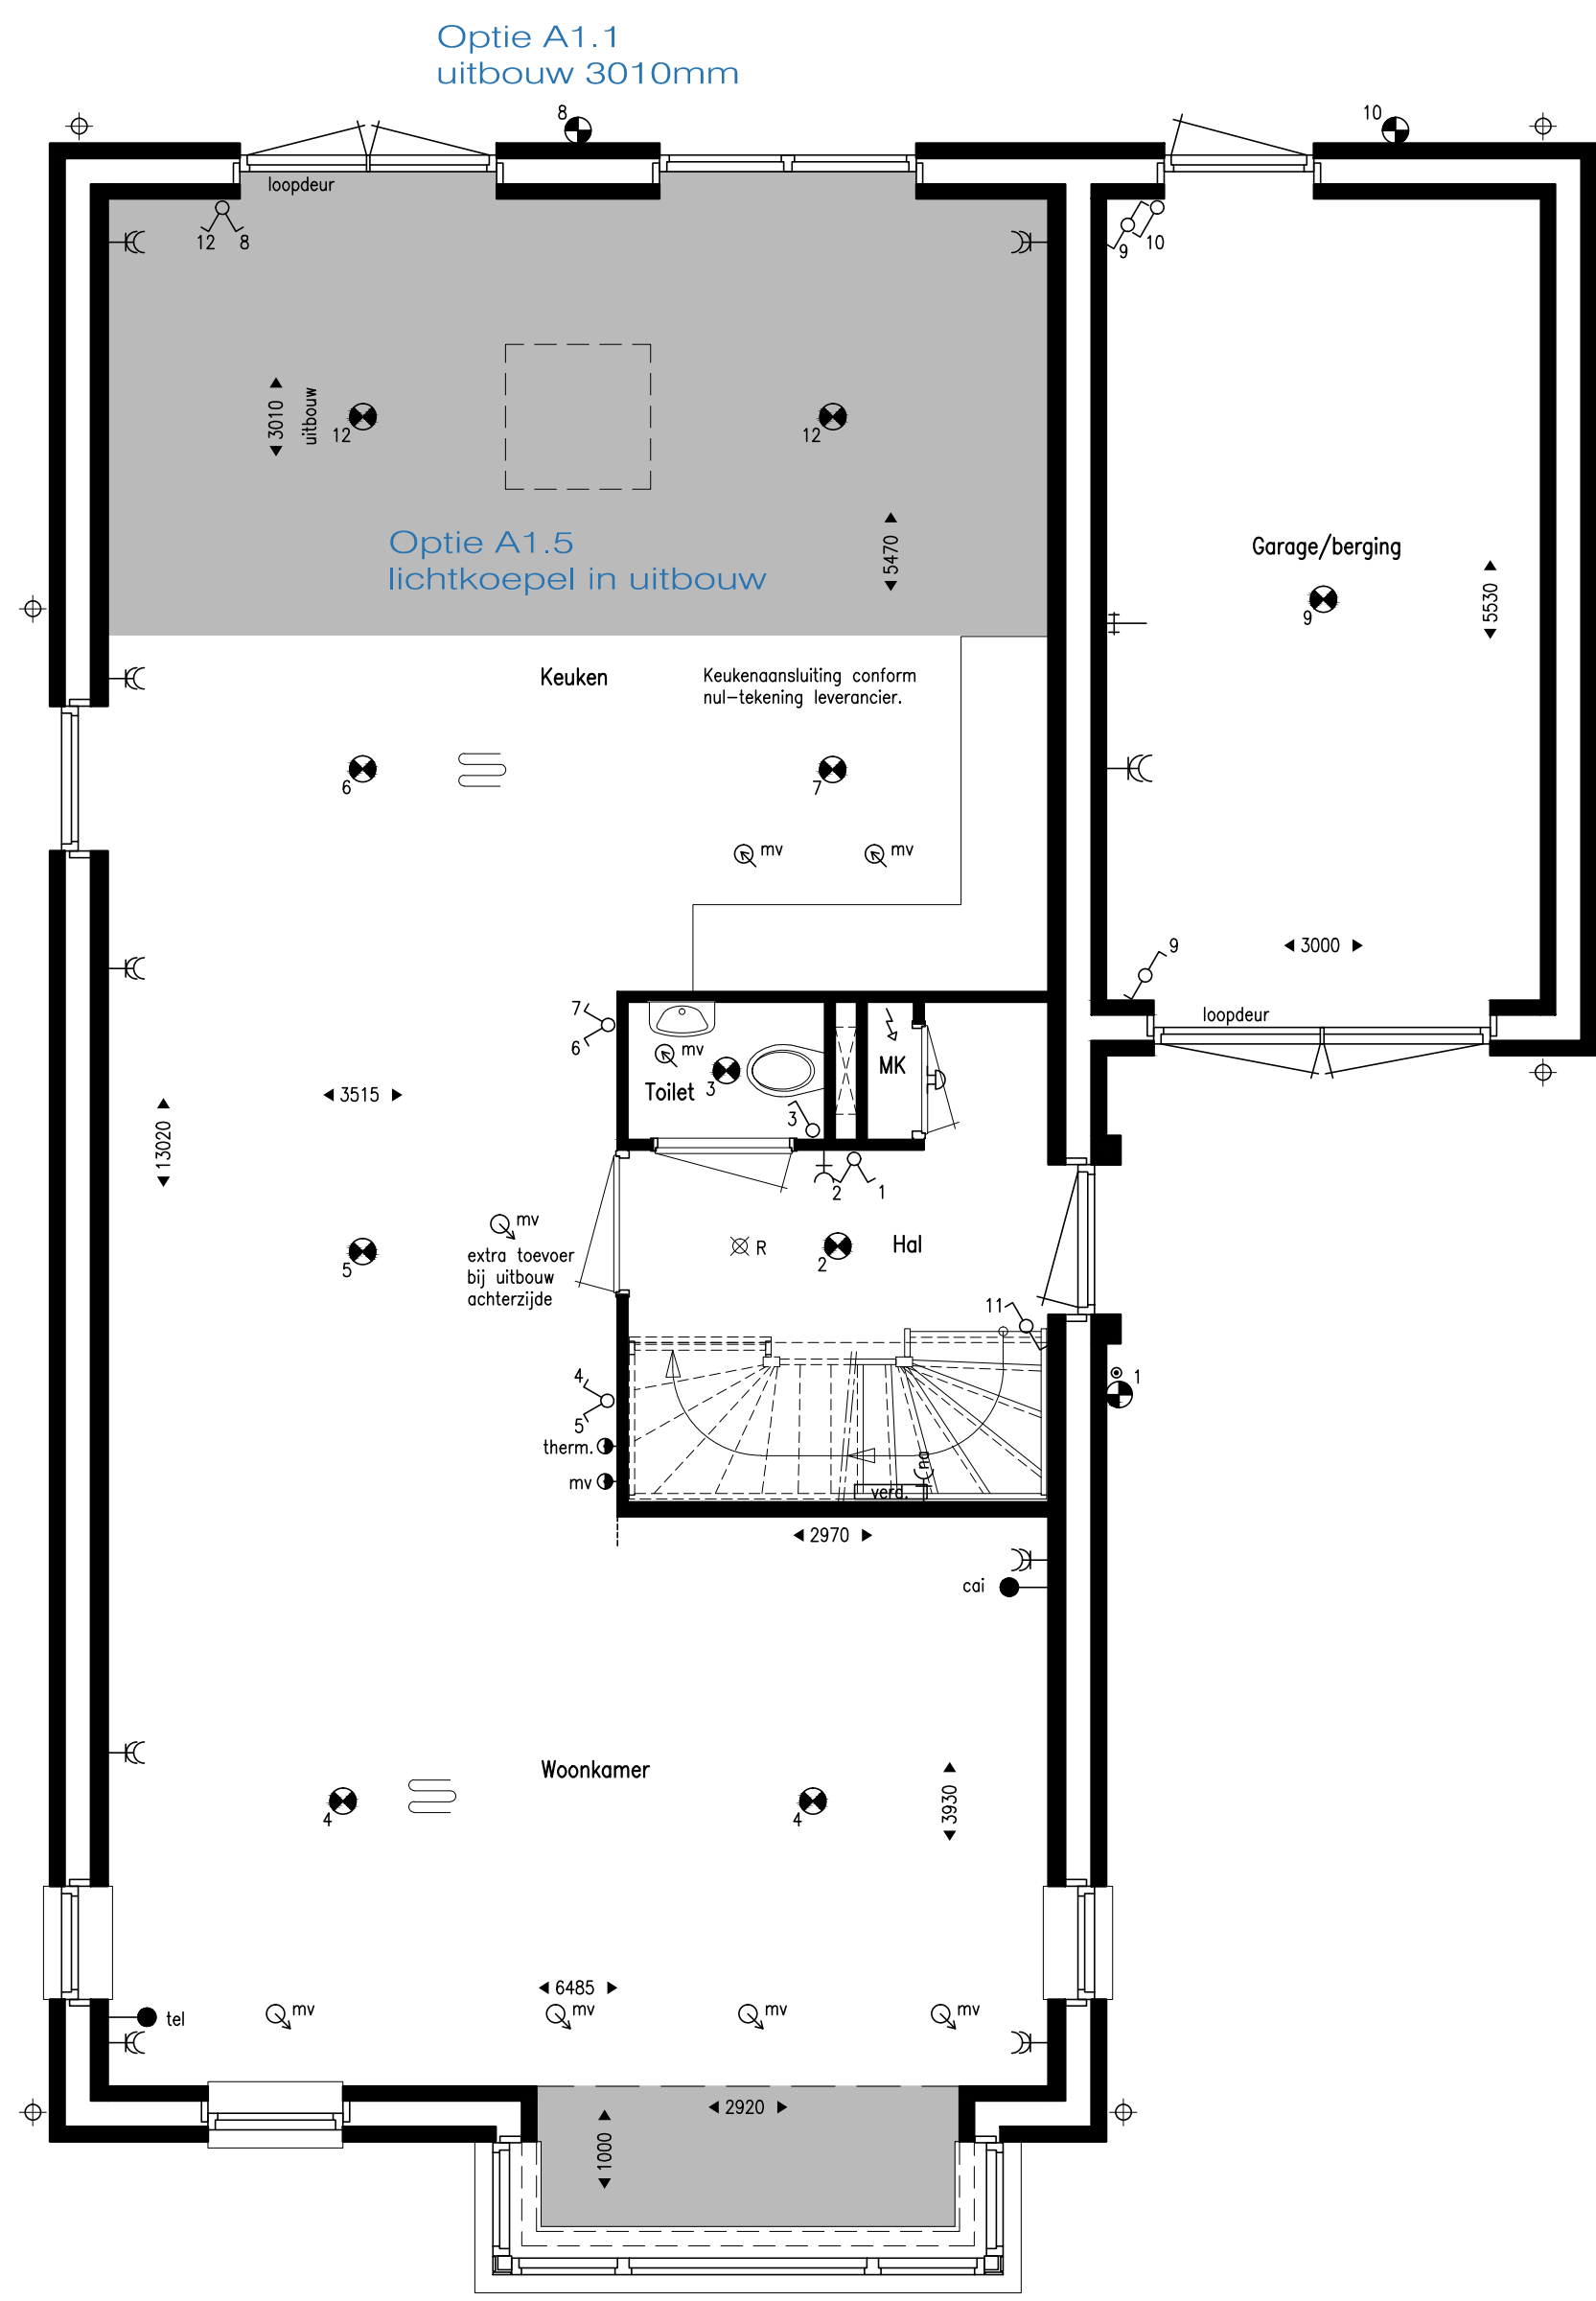 Optie A1.1
uitbouw 3010mm
8
10
loopdeur
12 8
9 10
3010
uitbouw
12
12
Optie A1.5
lichtkoepel in uitbouw
5470
Garage/berging
9
5530
Keuken
Keukenaansluiting conform
nul-tekening leverancier.
6
7
mv
mv
3000
9
loopdeur
7
6
mv
Toilet
3
3
MK
3515
13020
2 1
mv
extra toevoer
bij uitbouw
achterzijde
5
R
2
Hal
11
4
5
therm.
mv
1
verd.
2970
cai
Woonkamer
4
4
3930
6485
tel
mv
mv
mv
mv
2920
1000